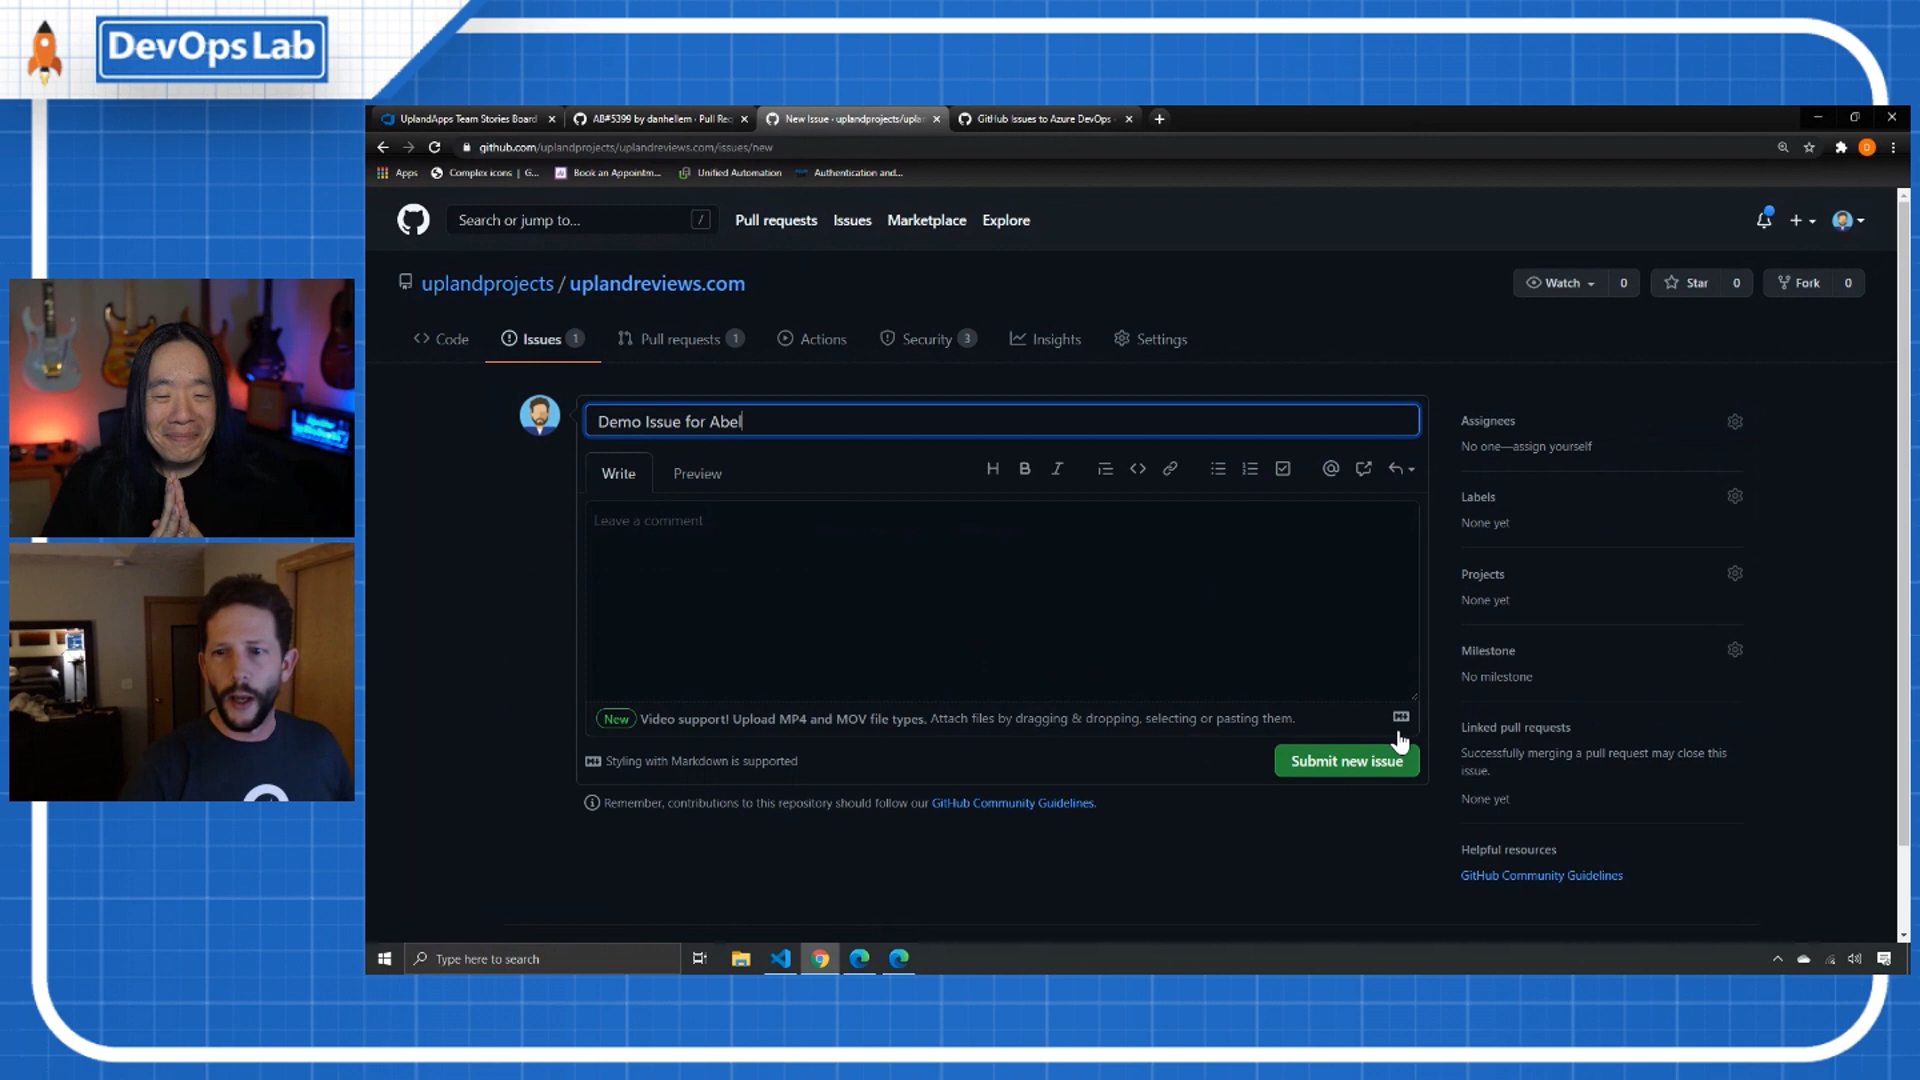 DevOps Lab
UplandApps Team Stories Board
AB#5399 by danhellem · Pull Req
New Issue · uplandprojects/uplan
GitHub Issues to Azure DevOps ·
github.com/uplandprojects/uplandreviews.com/issues/new
Apps
Complex icons | G...
Book an Appointm...
Unified Automation
Authentication and...
Search or jump to...
/
Pull requests
Issues
Marketplace
Explore
uplandprojects / uplandreviews.com
Watch
0
Star
0
Fork
0
Code
Issues 1
Pull requests 1
Actions
Security 3
Insights
Settings
Demo Issue for Abel
Write
Preview
Leave a comment
New Video support! Upload MP4 and MOV file types. Attach files by dragging & dropping, selecting or pasting them.
Styling with Markdown is supported
Submit new issue
Remember, contributions to this repository should follow our GitHub Community Guidelines.
Assignees
No one—assign yourself
Labels
None yet
Projects
None yet
Milestone
No milestone
Linked pull requests
Successfully merging a pull request may close this
issue.
None yet
Helpful resources
GitHub Community Guidelines
Type here to search